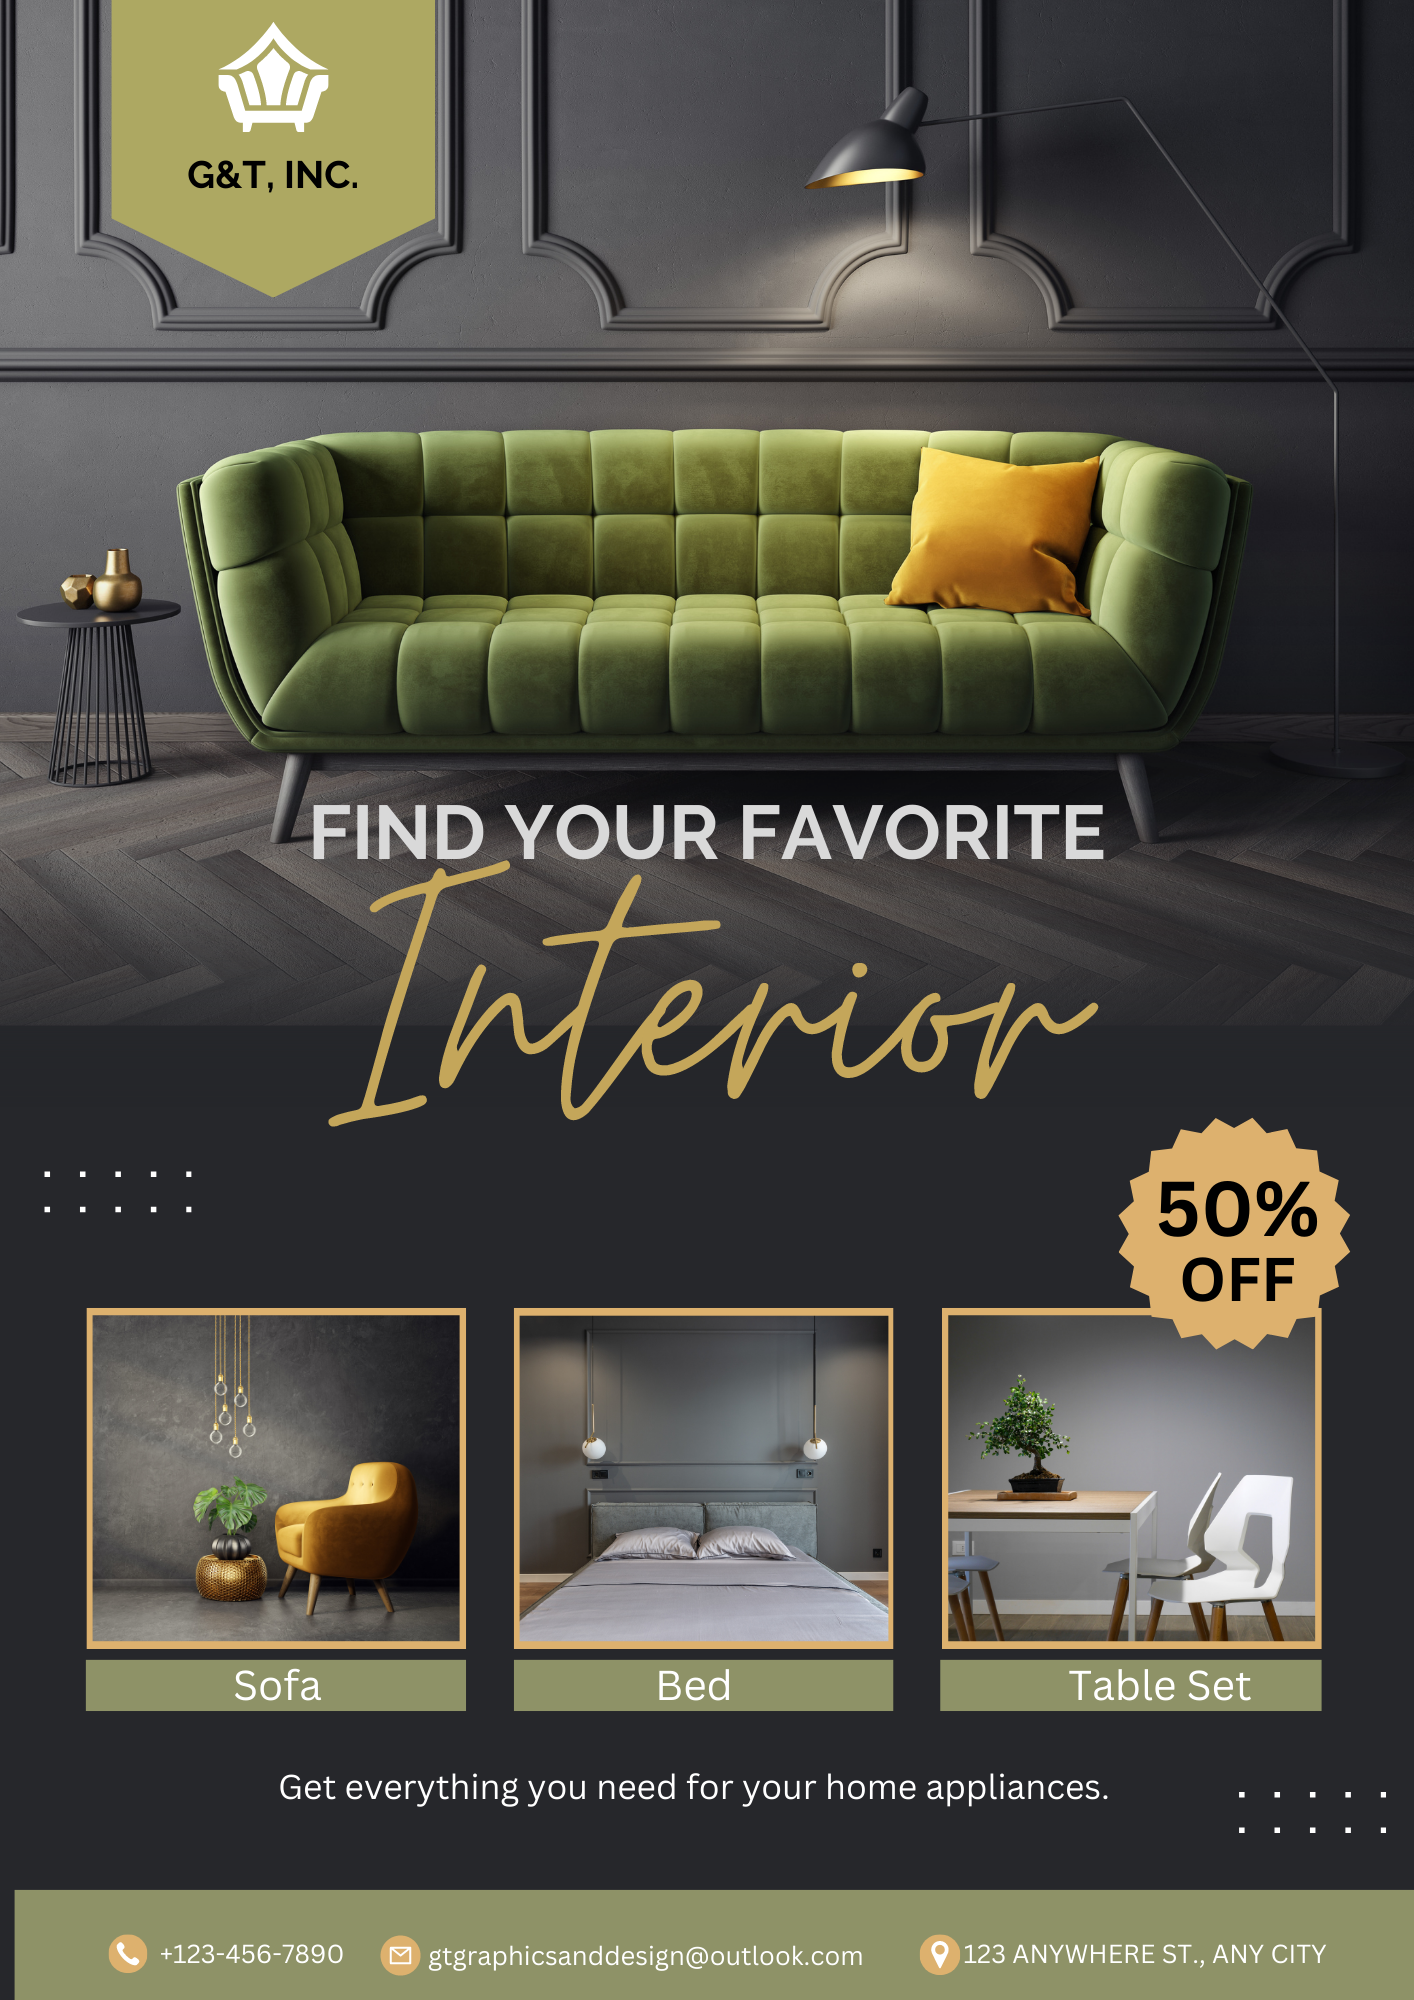 G&T, INC.
FIND YOUR FAVORITE
Interior
50%
OFF
Sofa
Bed
Table Set
Get everything you need for your home appliances.
+123-456-7890
gtgraphicsanddesign@outlook.com
123 ANYWHERE ST., ANY CITY